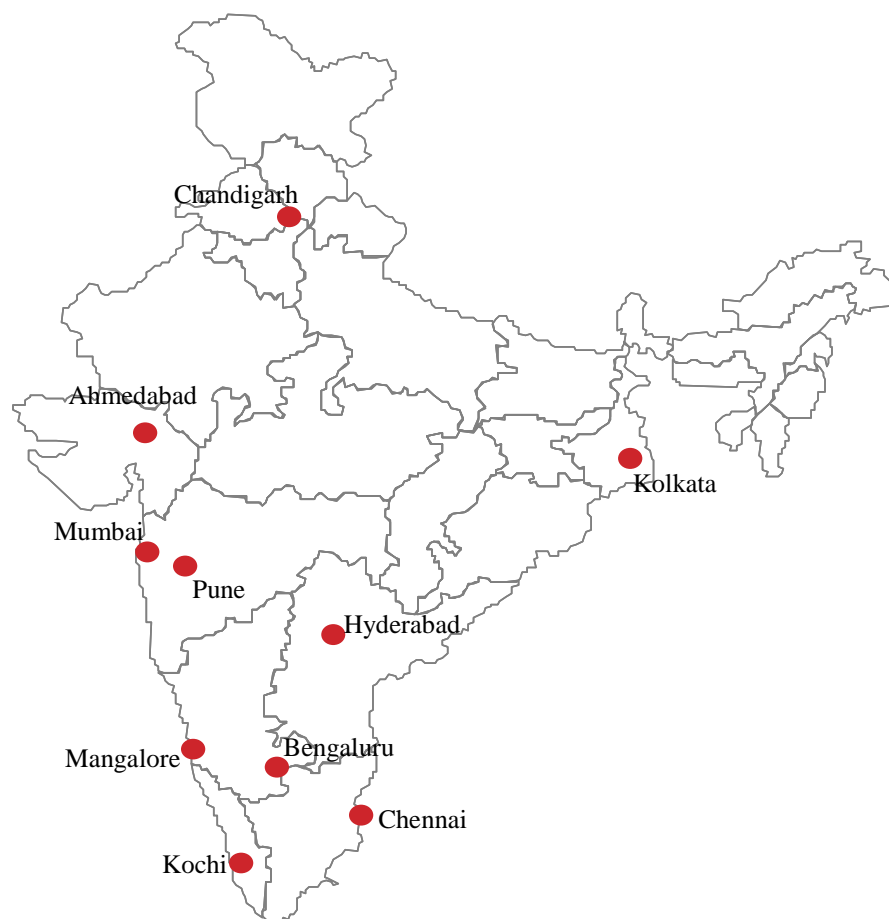 Chandigarh
Ahmedabad
Kolkata
Mumbai
Pune
Hyderabad
Bengaluru
Mangalore
Chennai
Kochi